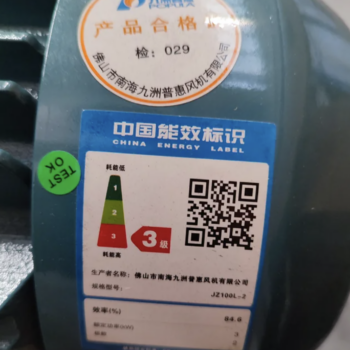 产品合格
检: 029
佛山市南海九洲普惠风机有限公司
TEST
OK
中国能效标识
CHINA ENERGY LABEL
耗能低
1
2
3
耗能高
3级
生产者名称: 佛山市南海九洲普惠风机有限公司
规格型号: JZ100L-2
效率(%) 84.6